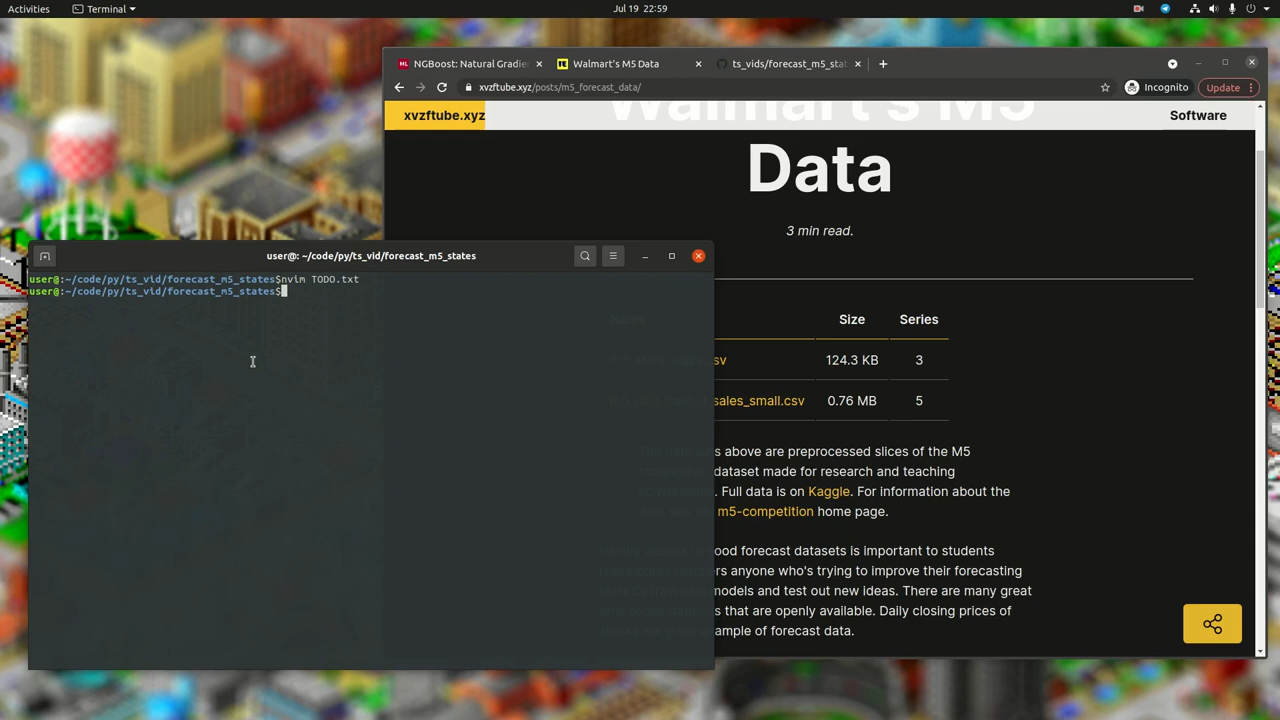 Activities
Terminal
Jul 19 22:59
NGBoost: Natural Gradie
Walmart's M5 Data
ts_vids/forecast_m5_stat
xvzftube.xyz/posts/m5_forecast_data/
Incognito
Update
xvzftube.xyz
Software
Walmart's M5
Data
3 min read.
user@: ~/code/py/ts_vid/forecast_m5_states
user@:~/code/py/ts_vid/forecast_m5_states$nvim TODO.txt
user@:~/code/py/ts_vid/forecast_m5_states$
Size Series
sv 124.3 KB 3
sales_small.csv 0.76 MB 5
above are preprocessed slices of the M5
dataset made for research and teaching
. Full data is on Kaggle. For information about the
m5-competition home page.
ood forecast datasets is important to students
rs anyone who's trying to improve their forecasting
models and test out new ideas. There are many great
s that are openly available. Daily closing prices of
ample of forecast data.